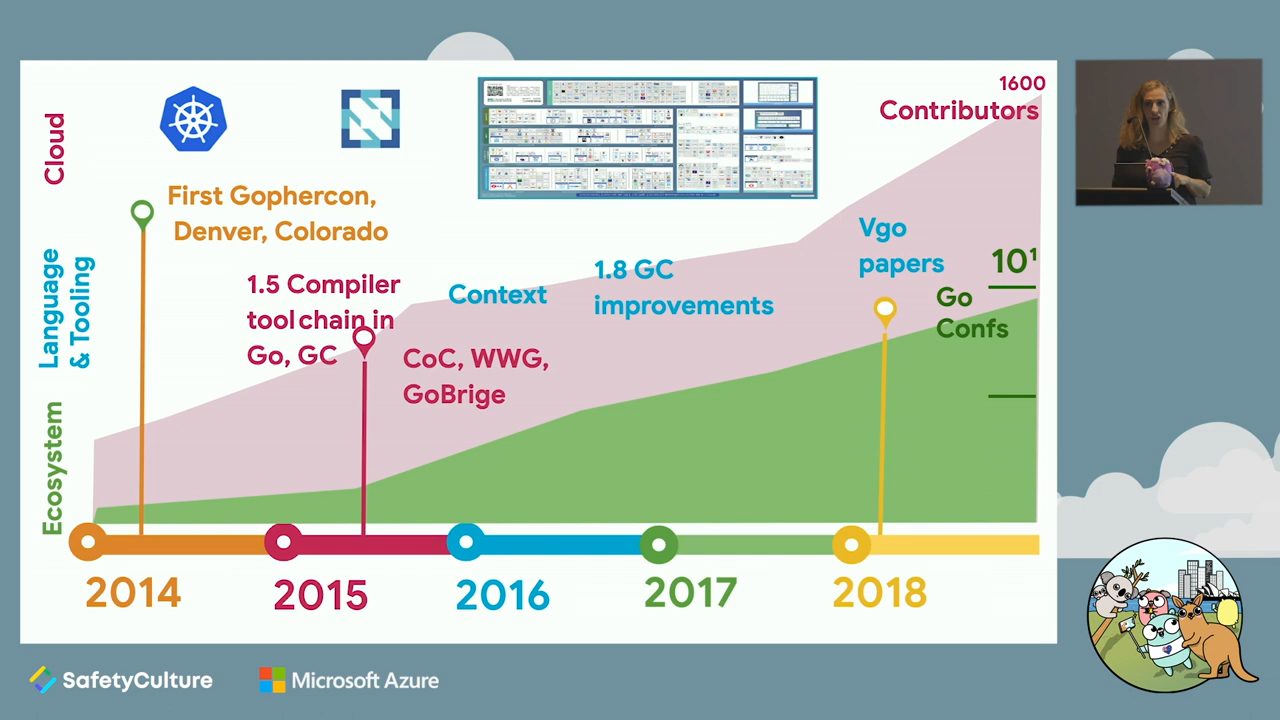 Cloud
Language
& Tooling
Ecosystem
1600
Contributors
First Gophercon,
Denver, Colorado
1.5 Compiler
tool chain in
Go, GC
CoC, WWG,
GoBrige
Context
1.8 GC
improvements
Vgo
papers
10¹
Go
Confs
2014
2015
2016
2017
2018
SafetyCulture
Microsoft Azure